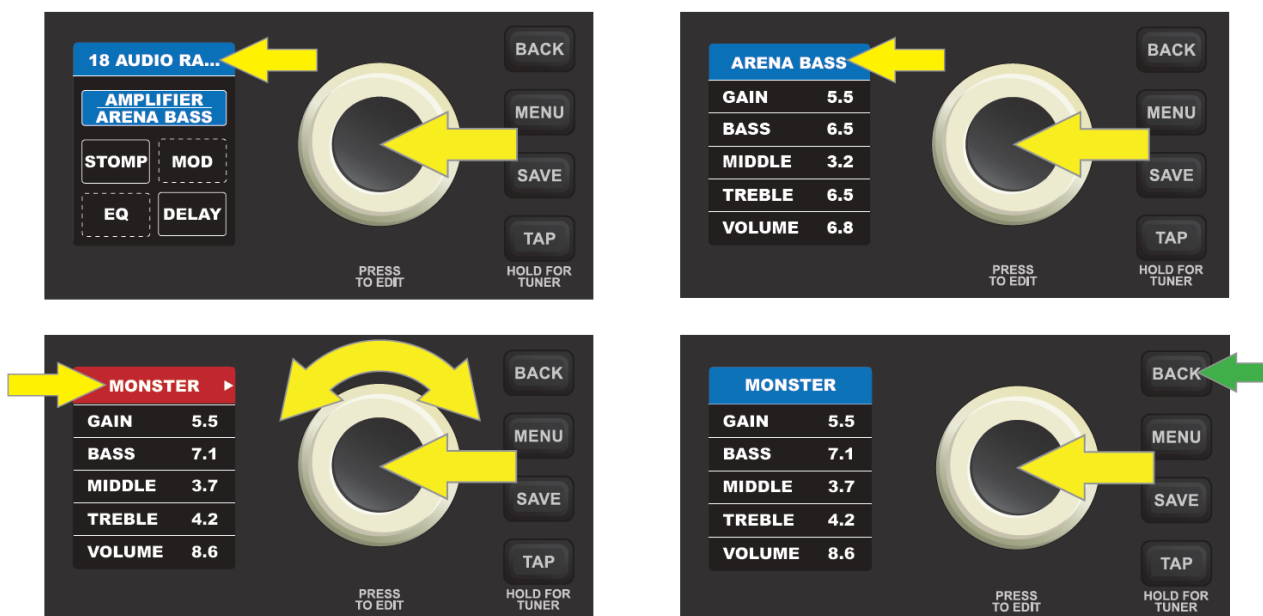 18 AUDIO RA...
AMPLIFIER
ARENA BASS
STOMP MOD
EQ DELAY
PRESS
TO EDIT
BACK
MENU
SAVE
TAP
HOLD FOR
TUNER
ARENA BASS
GAIN 5.5
BASS 6.5
MIDDLE 3.2
TREBLE 6.5
VOLUME 6.8
PRESS
TO EDIT
BACK
MENU
SAVE
TAP
HOLD FOR
TUNER
MONSTER
GAIN 5.5
BASS 7.1
MIDDLE 3.7
TREBLE 4.2
VOLUME 8.6
PRESS
TO EDIT
BACK
MENU
SAVE
TAP
HOLD FOR
TUNER
MONSTER
GAIN 5.5
BASS 7.1
MIDDLE 3.7
TREBLE 4.2
VOLUME 8.6
PRESS
TO EDIT
BACK
MENU
SAVE
TAP
HOLD FOR
TUNER